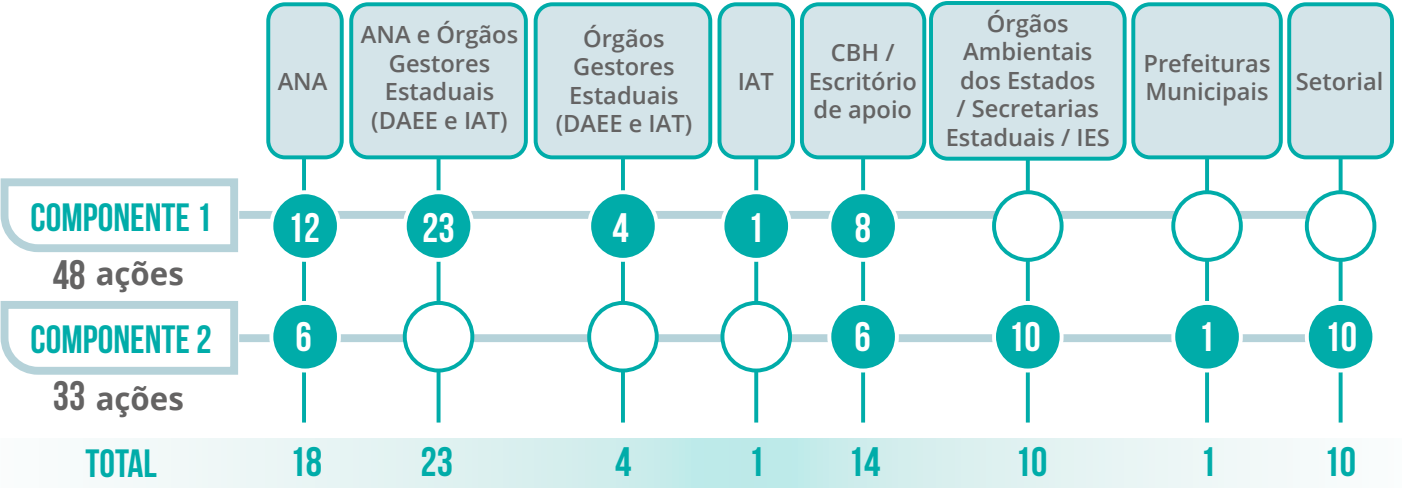 ANA
ANA e Órgãos
Gestores
Estaduais
(DAEE e IAT)
Órgãos
Gestores
Estaduais
(DAEE e IAT)
IAT
CBH /
Escritório
de apoio
Órgãos
Ambientais
dos Estados
/ Secretarias
Estaduais / IES
Prefeituras
Municipais
Setorial
COMPONENTE 1
12 23 4 1 8
48 ações
COMPONENTE 2
6 6 10 1 10
33 ações
TOTAL 18 23 4 1 14 10 1 10